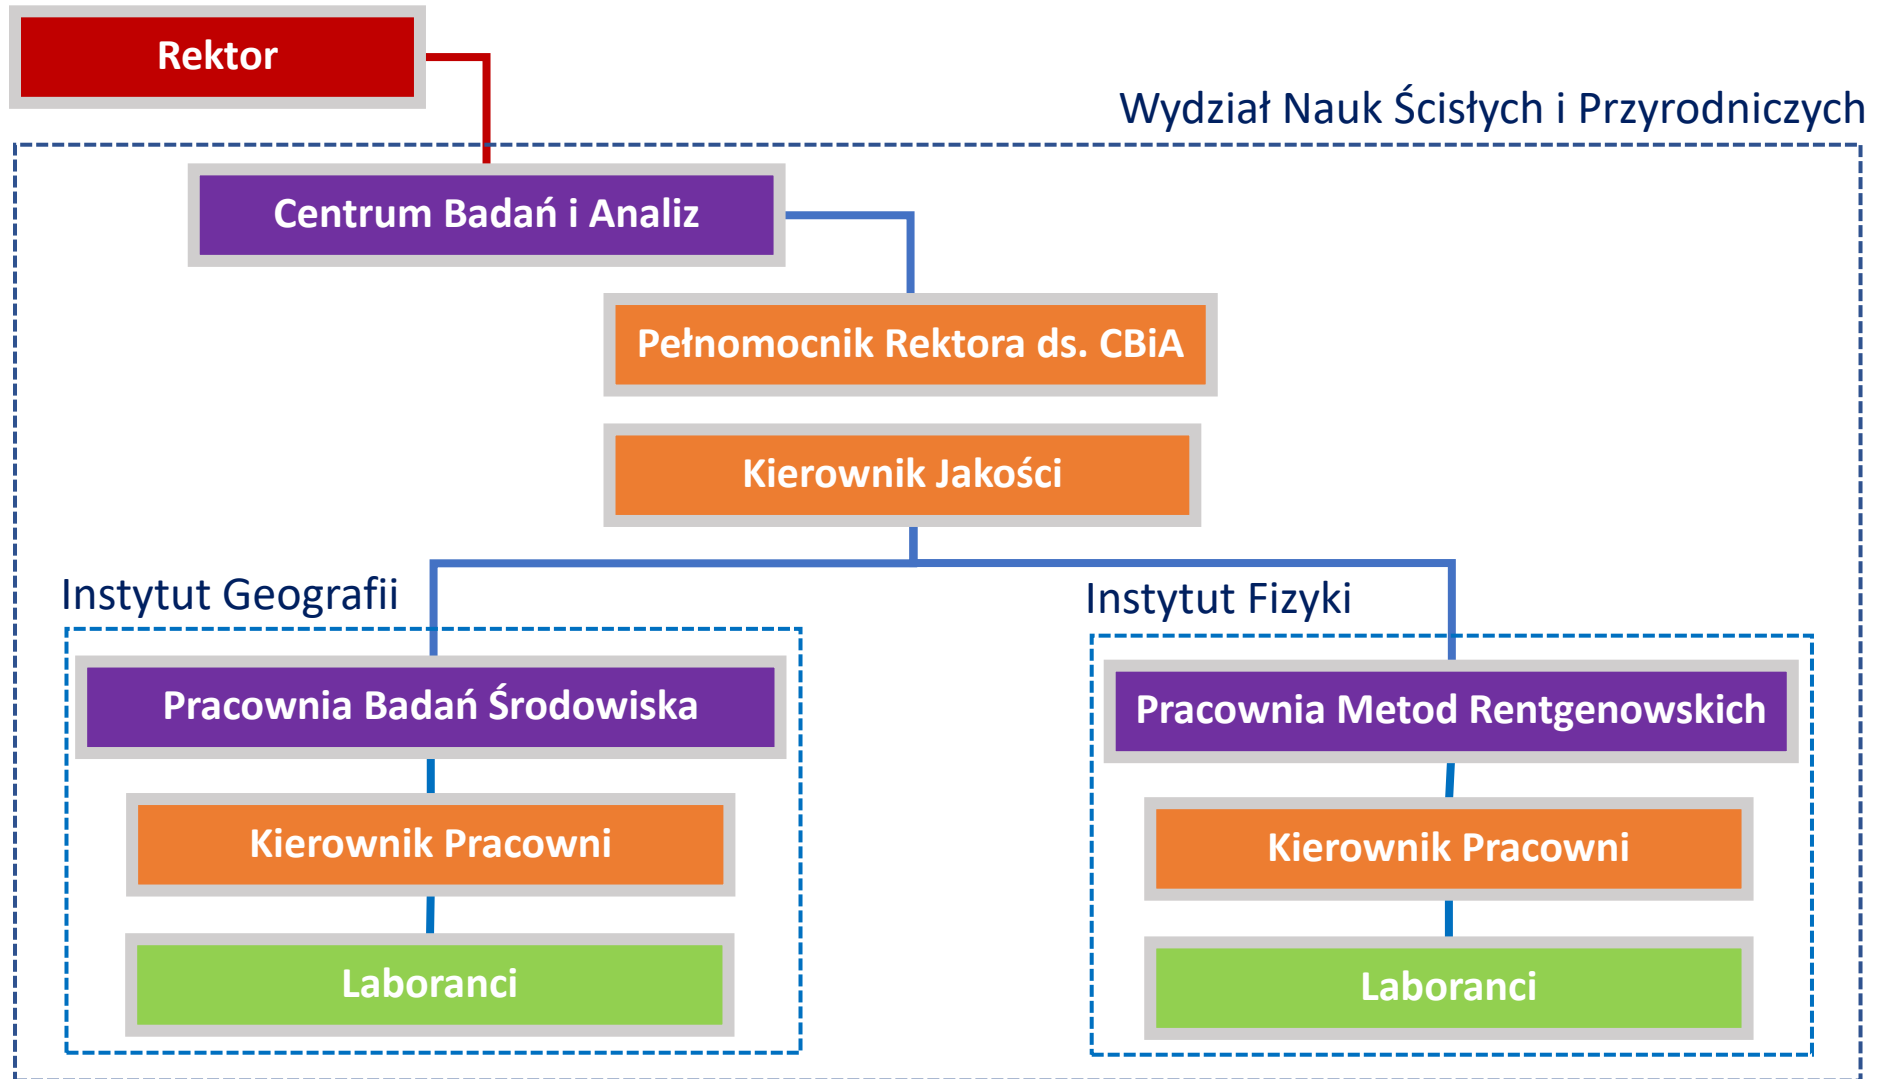 Rektor
Wydział Nauk Ścisłych i Przyrodniczych
Centrum Badań i Analiz
Pełnomocnik Rektora ds. CBiA
Kierownik Jakości
Instytut Geografii
Pracownia Badań Środowiska
Kierownik Pracowni
Laboranci
Instytut Fizyki
Pracownia Metod Rentgenowskich
Kierownik Pracowni
Laboranci